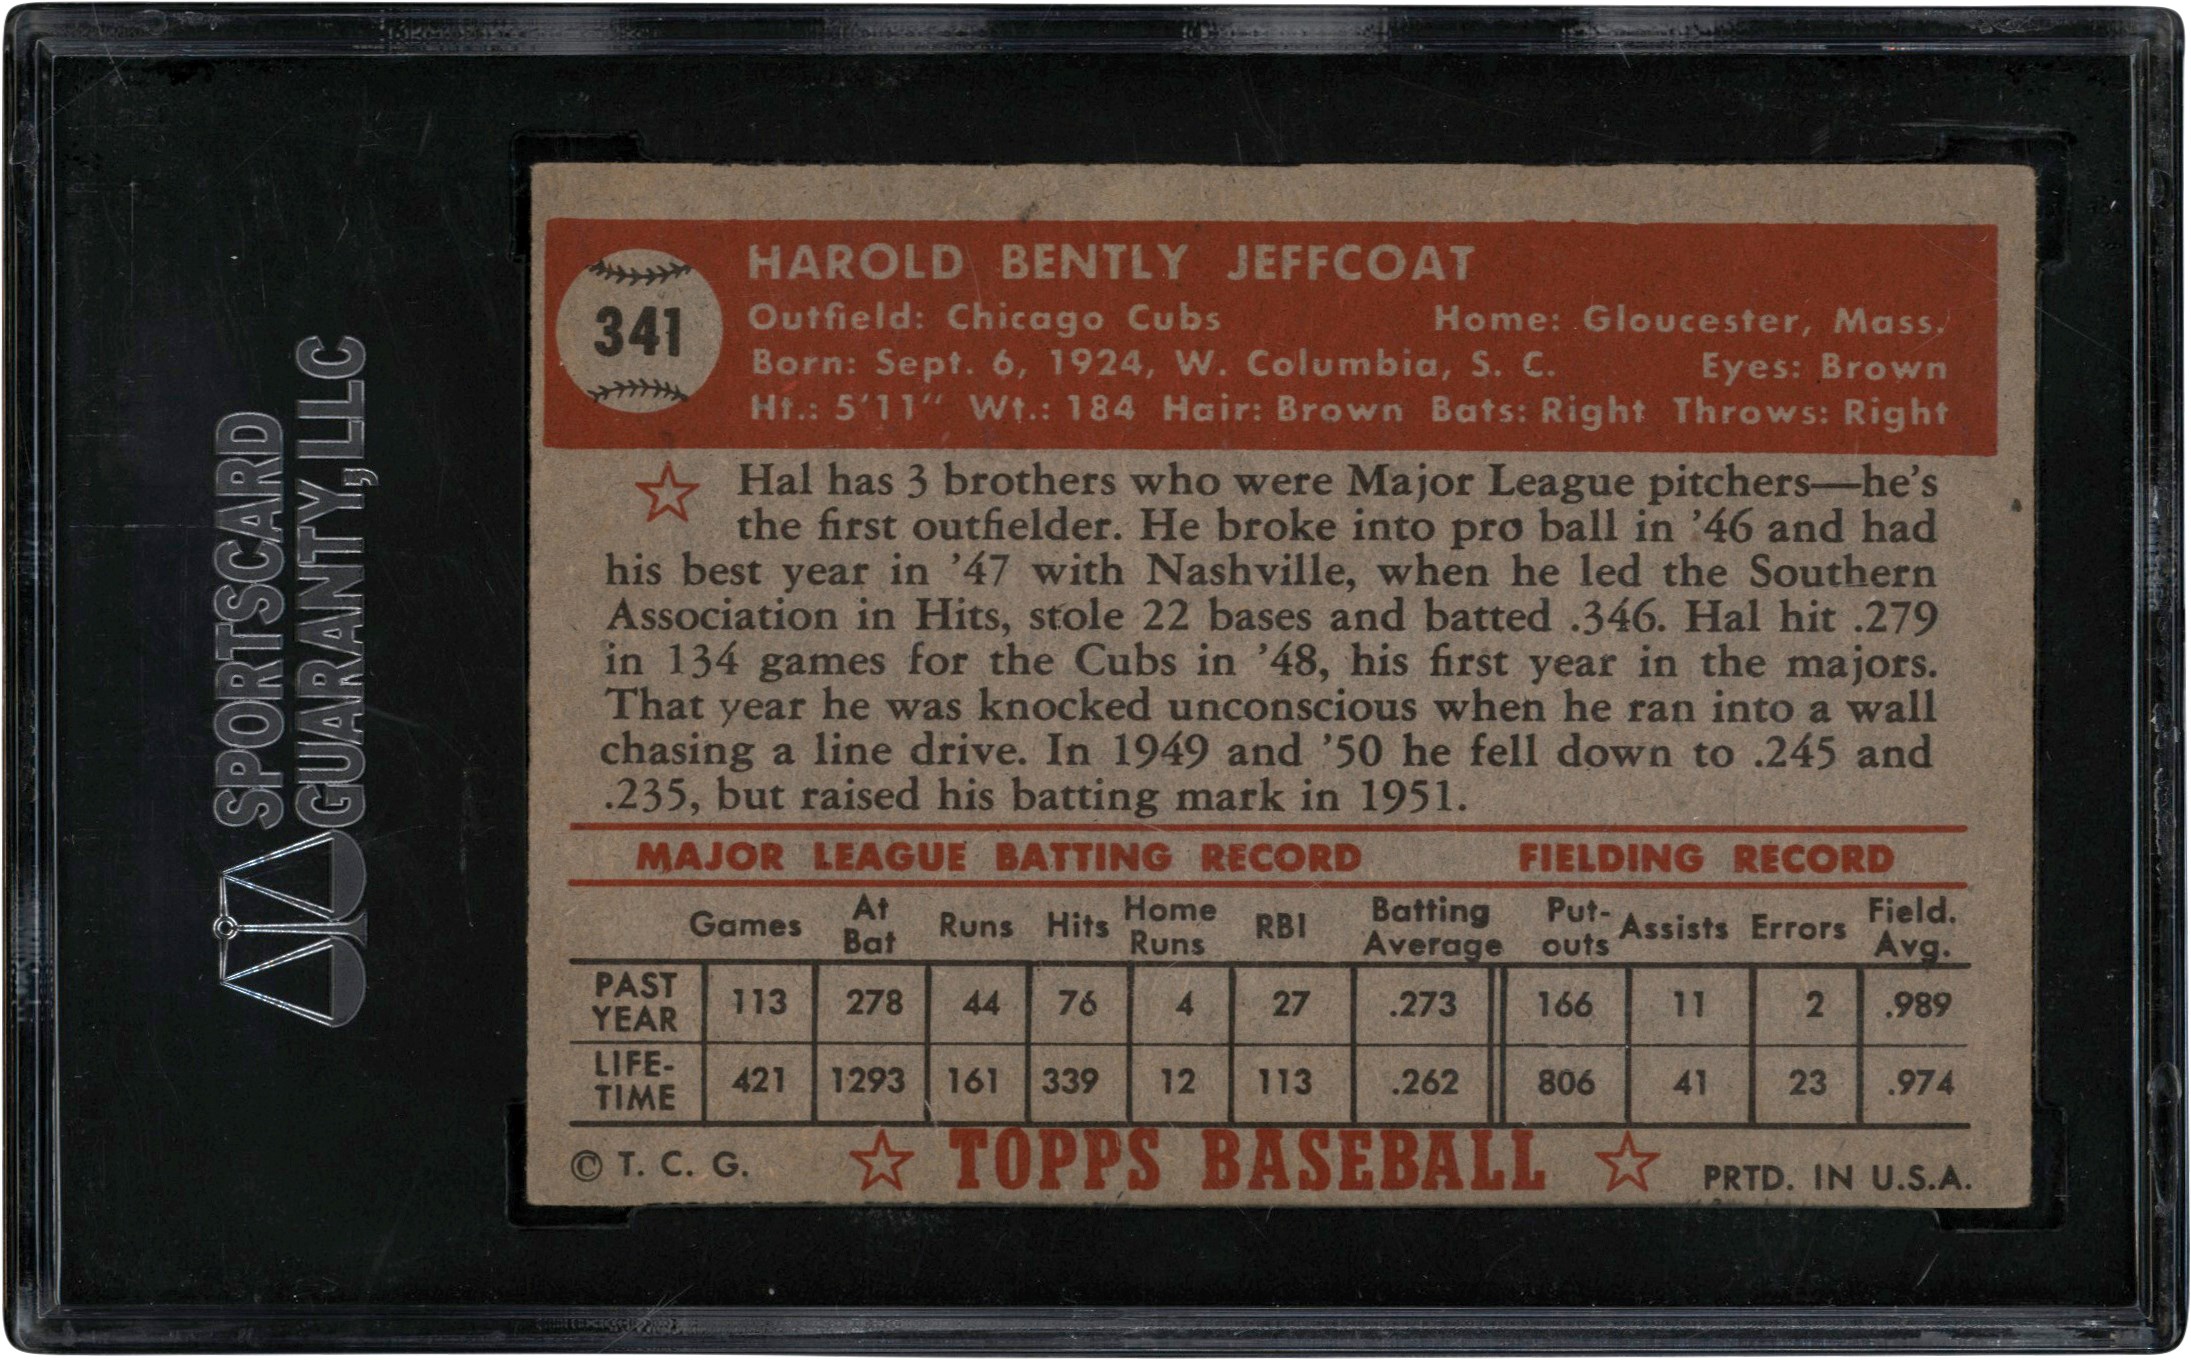 SPORTSCARD
GUARANTY, LLC
341
HAROLD BENTLY JEFFCOAT
Outfield: Chicago Cubs Home: Gloucester, Mass.
Born: Sept. 6, 1924, W. Columbia, S. C. Eyes: Brown
Ht.: 5'11" Wt.: 184 Hair: Brown Bats: Right Throws: Right
Hal has 3 brothers who were Major League pitchers—he's
the first outfielder. He broke into pro ball in '46 and had
his best year in '47 with Nashville, when he led the Southern
Association in Hits, stole 22 bases and batted .346. Hal hit .279
in 134 games for the Cubs in '48, his first year in the majors.
That year he was knocked unconscious when he ran into a wall
chasing a line drive. In 1949 and '50 he fell down to .245 and
.235, but raised his batting mark in 1951.
MAJOR LEAGUE BATTING RECORD FIELDING RECORD
Games At Bat Runs Hits Home Runs RBI Batting Average Put-outs Assists Errors Field. Avg.
PAST YEAR 113 278 44 76 4 27 .273 166 11 2 .989
LIFE-TIME 421 1293 161 339 12 113 .262 806 41 23 .974
© T. C. G. TOPPS BASEBALL PRTD. IN U.S.A.